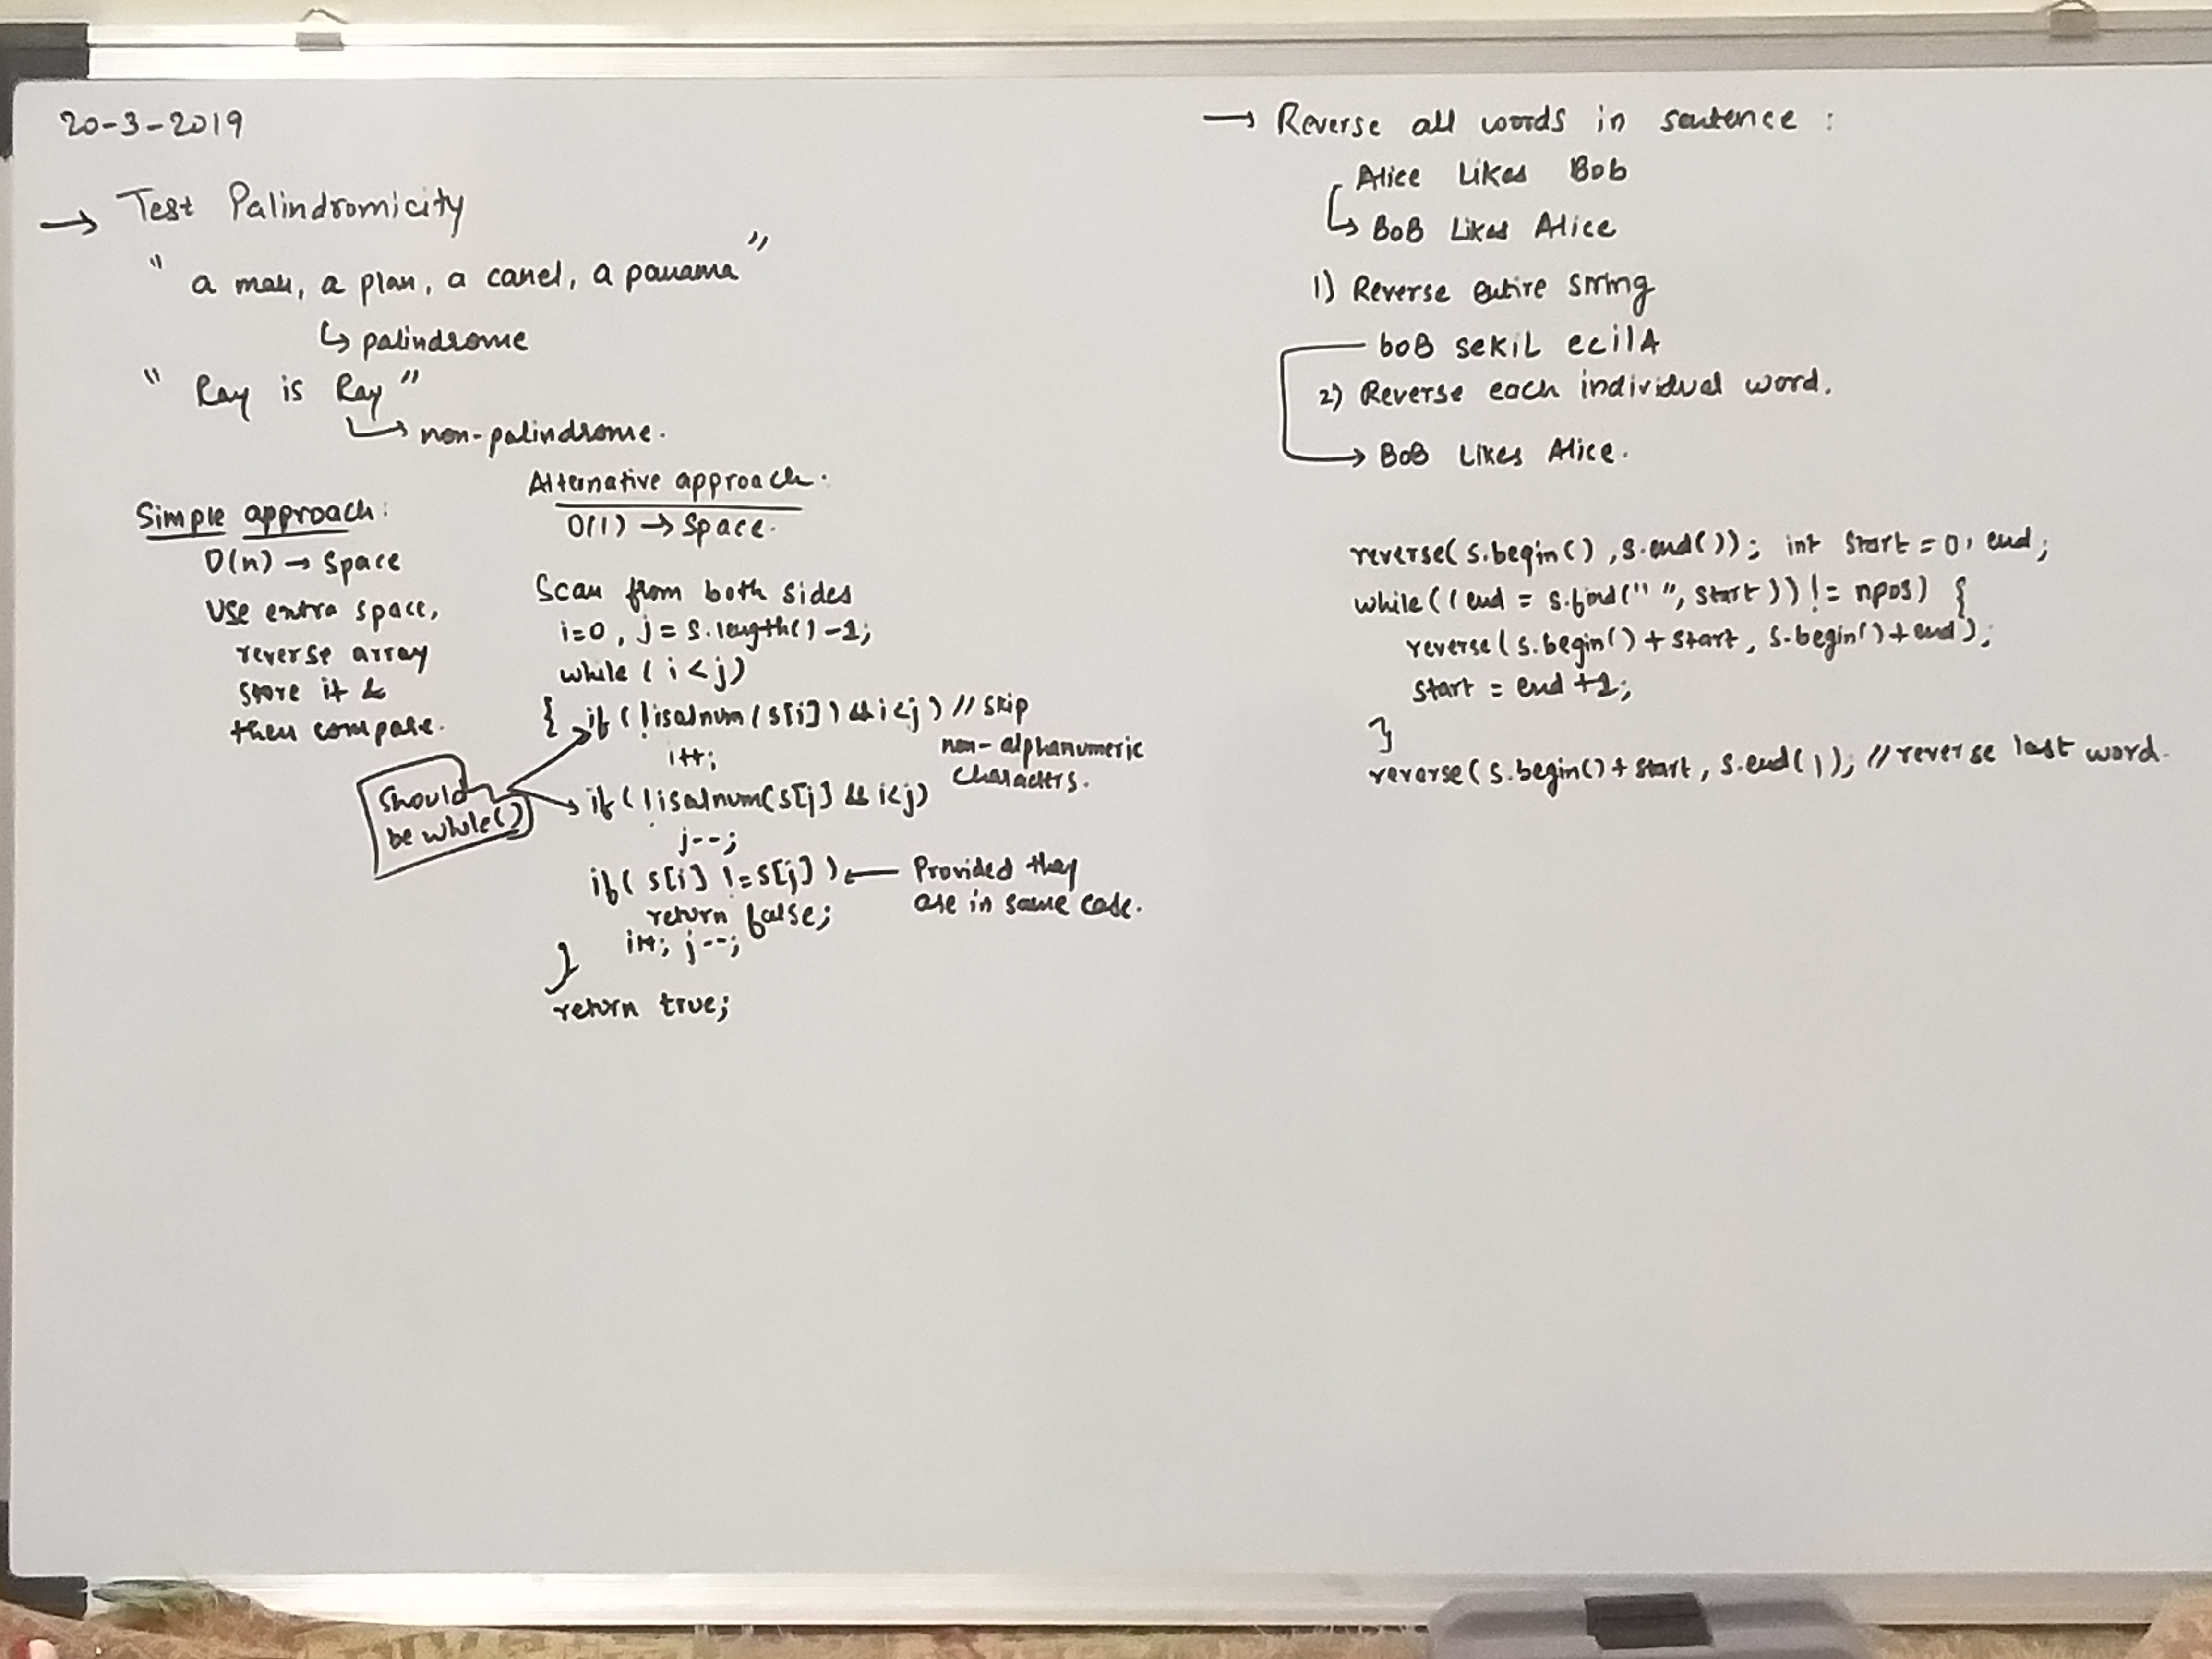 20-3-2019
→ Test Palindromicity
" a man, a plan, a canel, a panama "
↳ palindrome
" Ray is Ray "
↳ non-palindrome.
Simple approach:
O(n) → Space
Use extra space,
reverse array
store it &
then compare.
Alternative approach.
O(1) → Space.
Scan from both sides
i=0, j = s.length()-1;
while (i<j)
{ if (!isalnum(s[i]) && i<j) // skip
non-alphanumeric
characters.
i++;
if (!isalnum(s[j] && i<j)
j--;
should
be while()
if( s[i] != s[j]) ← Provided they
are in same case.
return false;
i++; j--;
}
return true;
→ Reverse all words in sentence :
Alice Likes Bob
↳ BoB Likes Alice
1) Reverse entire string
boB sekiL ecilA
2) Reverse each individual word.
→ BoB Likes Alice.
reverse(s.begin(), s.end()); int start = 0, end;
while((end = s.find(" ", start)) != npos) {
reverse(s.begin()+start, s.begin()+end);
start = end +1;
}
reverse(s.begin()+start, s.end()); // reverse last word.